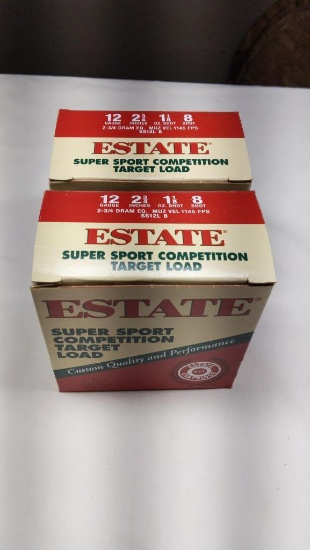 12 2¾ 1⅛ 8
GAUGE INCHES OZ. SHOT SHOT
2-3/4 DRAM EQ. MUZ VEL 1145 FPS
SS12L 8
ESTATE
SUPER SPORT COMPETITION
TARGET LOAD
12 2¾ 1⅛ 8
GAUGE INCHES OZ. SHOT SHOT
2-3/4 DRAM EQ. MUZ VEL 1145 FPS
SS12L 8
ESTATE®
SUPER SPORT COMPETITION
TARGET LOAD
ESTATE®
SUPER SPORT
COMPETITION
TARGET
LOAD
Custom Quality and Performance